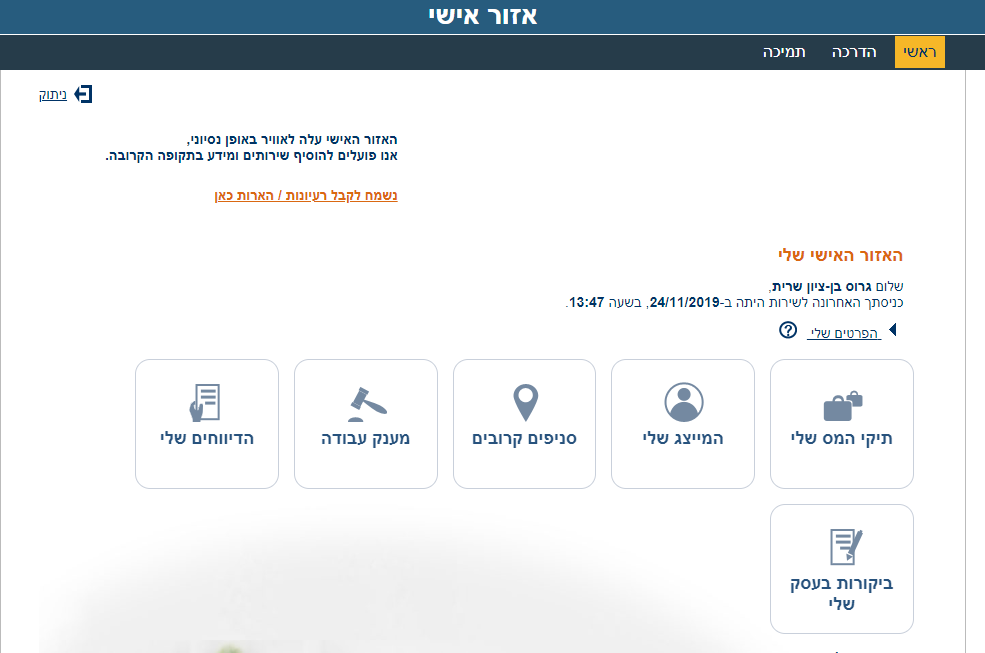 אזור אישי
ראשי הדרכה תמיכה
ניתוק
האזור האישי עלה לאוויר באופן נסיוני,
אנו פועלים להוסיף שירותים ומידע בתקופה הקרובה.
נשמח לקבל רעיונות / הארות כאן
האזור האישי שלי
שלום גרוס בן-ציון שרית,
כניסתך האחרונה לשירות היתה ב-24/11/2019, בשעה 13:47.
הפרטים שלי ?
תיקי המס שלי
המייצג שלי
סניפים קרובים
מענק עבודה
הדיווחים שלי
ביקורות בעסק
שלי